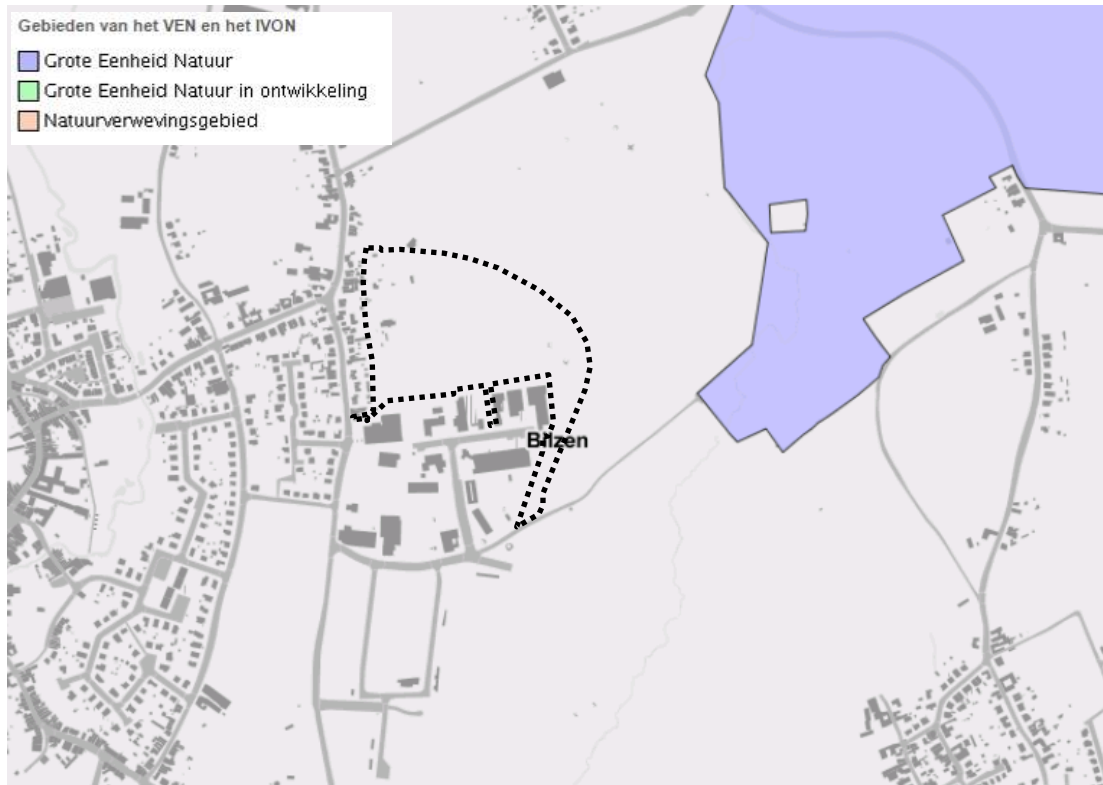 Gebieden van het VEN en het IVON
Grote Eenheid Natuur
Grote Eenheid Natuur in ontwikkeling
Natuurverwevingsgebied
Bilzen